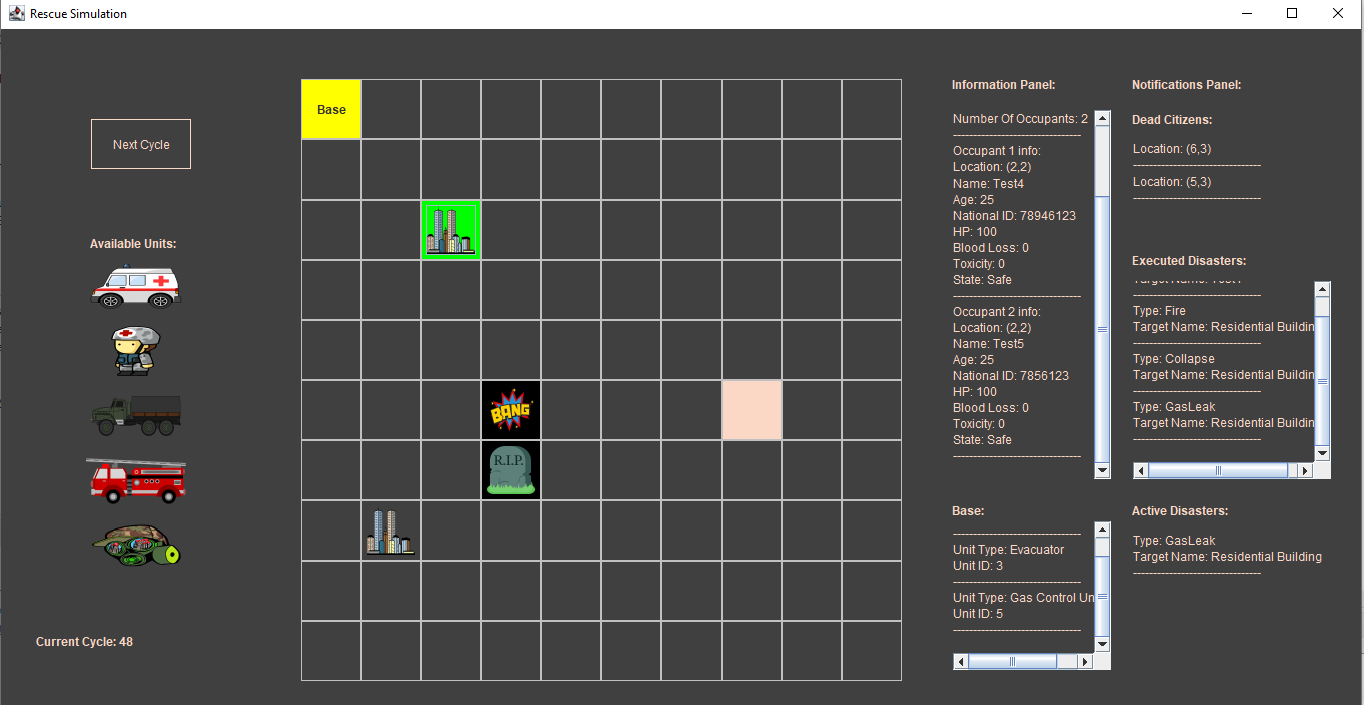 Rescue Simulation
Next Cycle
Available Units:
Current Cycle: 48
Base
BANG
R.I.P.
Information Panel:
Number Of Occupants: 2
--------------------------------
Occupant 1 info:
Location: (2,2)
Name: Test4
Age: 25
National ID: 78946123
HP: 100
Blood Loss: 0
Toxicity: 0
State: Safe
--------------------------------
Occupant 2 info:
Location: (2,2)
Name: Test5
Age: 25
National ID: 7856123
HP: 100
Blood Loss: 0
Toxicity: 0
State: Safe
--------------------------------
Base:
--------------------------------
Unit Type: Evacuator
Unit ID: 3
--------------------------------
Unit Type: Gas Control Un
Unit ID: 5
--------------------------------
Notifications Panel:
Dead Citizens:
Location: (6,3)
--------------------------------
Location: (5,3)
--------------------------------
Executed Disasters:
--------------------------------
Type: Fire
Target Name: Residential Buildin
--------------------------------
Type: Collapse
Target Name: Residential Buildin
--------------------------------
Type: GasLeak
Target Name: Residential Buildin
--------------------------------
Active Disasters:
Type: GasLeak
Target Name: Residential Building
--------------------------------